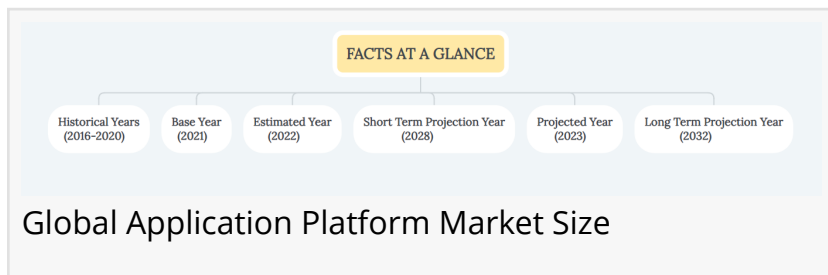 FACTS AT A GLANCE
Historical Years
(2016-2020)
Base Year
(2021)
Estimated Year
(2022)
Short Term Projection Year
(2028)
Projected Year
(2023)
Long Term Projection Year
(2032)
Global Application Platform Market Size